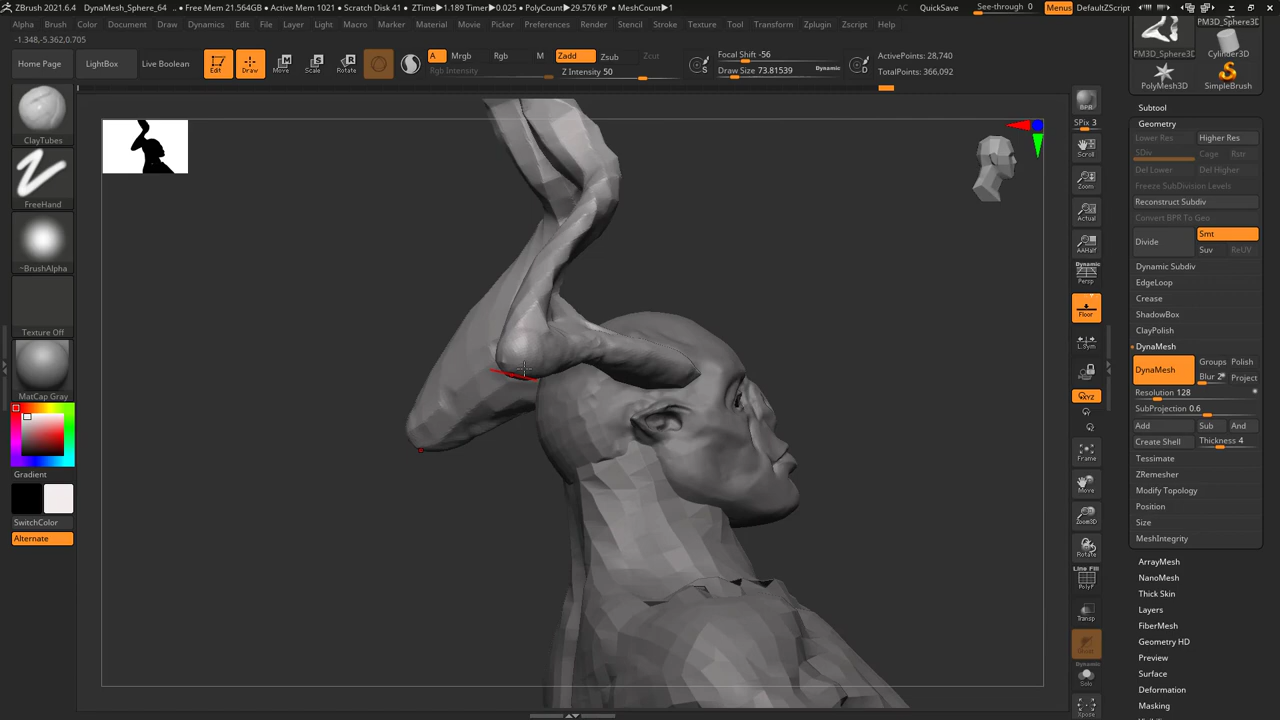 ZBrush 2021.6.4 DynaMesh_Sphere_64 .. • Free Mem 21.564GB • Active Mem 1021 • Scratch Disk 41 • ZTime▶1.189 Timer▶0.025 • PolyCount▶29.576 KP • MeshCount▶1 AC QuickSave See-through 0 Menus DefaultZScript
Alpha Brush Color Document Draw Dynamics Edit File Layer Light Macro Marker Material Movie Picker Preferences Render Stencil Stroke Texture Tool Transform Zplugin Zscript Help
-1.348,-5.362,0.705
Home Page LightBox Live Boolean Edit Draw Move Scale Rotate
A Mrgb Rgb M Zadd Zsub Zcut
Rgb Intensity Z Intensity 50
Focal Shift -56
Draw Size 73.81539 Dynamic
S D
ActivePoints: 28,740
TotalPoints: 366,092
ClayTubes
FreeHand
~BrushAlpha
Texture Off
MatCap Gray
Gradient
SwitchColor
Alternate
BPR
SPix 3
Scroll
Zoom
Actual
AAHalf
Dynamic
Persp
Floor
L.Sym
XYZ
Frame
Move
Zoom3D
Rotate
Line Fill
PolyF
Transp
Dynamic
Solo
Xpose
PM3D_Sphere3D
PM3D_Sphere3D Cylinder3D
PolyMesh3D SimpleBrush
Subtool
Geometry
Lower Res Higher Res
SDiv Cage Rstr
Del Lower Del Higher
Freeze SubDivision Levels
Reconstruct Subdiv
Convert BPR To Geo
Divide Smt
Suv ReUV
Dynamic Subdiv
EdgeLoop
Crease
ShadowBox
ClayPolish
DynaMesh
DynaMesh Groups Polish
Blur 2 Project
Resolution 128
SubProjection 0.6
Add Sub And
Create Shell Thickness 4
Tessimate
ZRemesher
Modify Topology
Position
Size
MeshIntegrity
ArrayMesh
NanoMesh
Thick Skin
Layers
FiberMesh
Geometry HD
Preview
Surface
Deformation
Masking